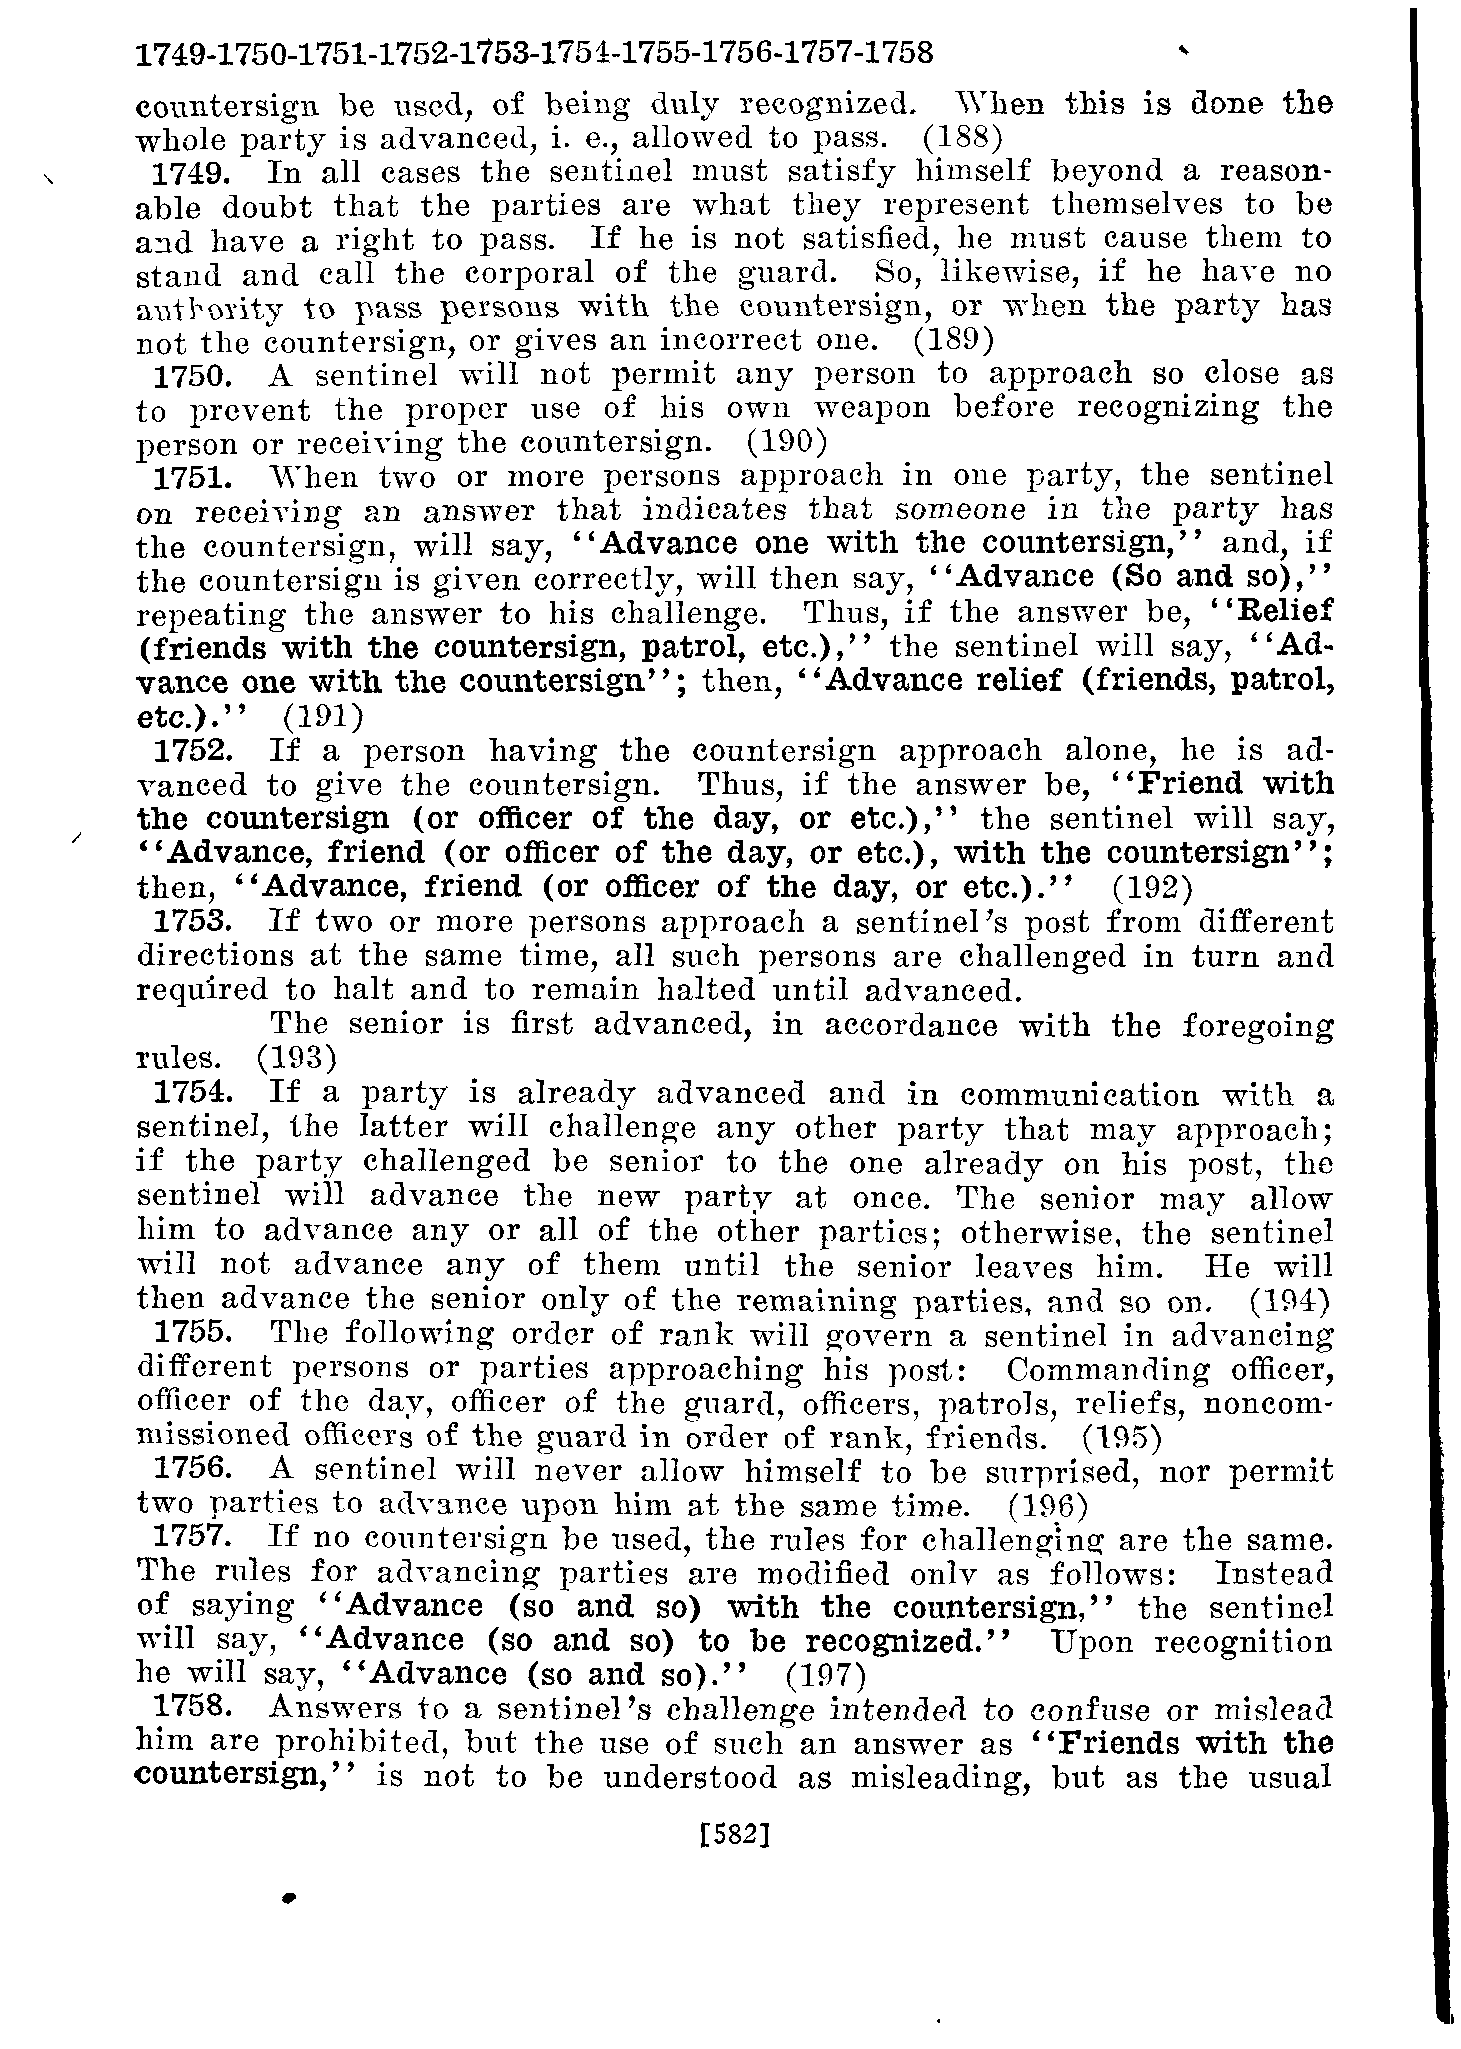 1749-1750-1751-1752-1753-1754-1755-1756-1757-1758
countersign be used, of being duly recognized. When this is done the
whole party is advanced, i. e., allowed to pass. (188)
1749. In all cases the sentinel must satisfy himself beyond a reason-
able doubt that the parties are what they represent themselves to be
and have a right to pass. If he is not satisfied, he must cause them to
stand and call the corporal of the guard. So, likewise, if he have no
authority to pass persons with the countersign, or when the party has
not the countersign, or gives an incorrect one. (189)
1750. A sentinel will not permit any person to approach so close as
to prevent the proper use of his own weapon before recognizing the
person or receiving the countersign. (190)
1751. When two or more persons approach in one party, the sentinel
on receiving an answer that indicates that someone in the party has
the countersign, will say, ‘‘Advance one with the countersign,’’ and, if
the countersign is given correctly, will then say, ‘‘Advance (So and so),’’
repeating the answer to his challenge. Thus, if the answer be, ‘‘Relief
(friends with the countersign, patrol, etc.),’’ the sentinel will say, ‘‘Ad-
vance one with the countersign’’; then, ‘‘Advance relief (friends, patrol,
etc.).’’ (191)
1752. If a person having the countersign approach alone, he is ad-
vanced to give the countersign. Thus, if the answer be, ‘‘Friend with
the countersign (or officer of the day, or etc.),’’ the sentinel will say,
‘‘Advance, friend (or officer of the day, or etc.), with the countersign’’;
then, ‘‘Advance, friend (or officer of the day, or etc.).’’ (192)
1753. If two or more persons approach a sentinel's post from different
directions at the same time, all such persons are challenged in turn and
required to halt and to remain halted until advanced.
The senior is first advanced, in accordance with the foregoing
rules. (193)
1754. If a party is already advanced and in communication with a
sentinel, the latter will challenge any other party that may approach;
if the party challenged be senior to the one already on his post, the
sentinel will advance the new party at once. The senior may allow
him to advance any or all of the other parties; otherwise, the sentinel
will not advance any of them until the senior leaves him. He will
then advance the senior only of the remaining parties, and so on. (194)
1755. The following order of rank will govern a sentinel in advancing
different persons or parties approaching his post: Commanding officer,
officer of the day, officer of the guard, officers, patrols, reliefs, noncom-
missioned officers of the guard in order of rank, friends. (195)
1756. A sentinel will never allow himself to be surprised, nor permit
two parties to advance upon him at the same time. (196)
1757. If no countersign be used, the rules for challenging are the same.
The rules for advancing parties are modified only as follows: Instead
of saying ‘‘Advance (so and so) with the countersign,’’ the sentinel
will say, ‘‘Advance (so and so) to be recognized.’’ Upon recognition
he will say, ‘‘Advance (so and so).’’ (197)
1758. Answers to a sentinel's challenge intended to confuse or mislead
him are prohibited, but the use of such an answer as ‘‘Friends with the
countersign,’’ is not to be understood as misleading, but as the usual
[582]